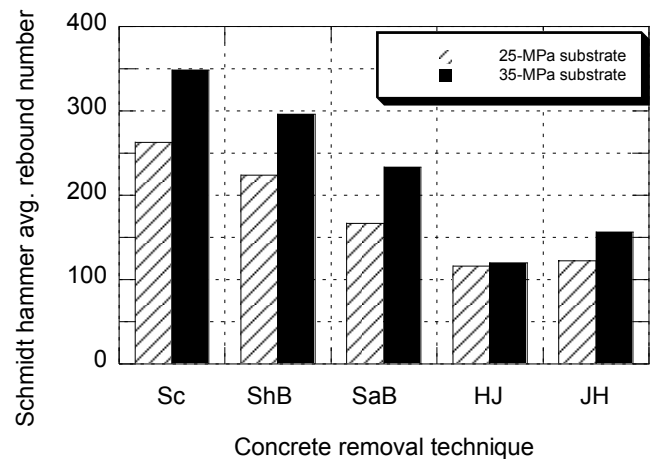 Schmidt hammer avg. rebound number
400
300
200
100
0
25-MPa substrate
35-MPa substrate
Sc ShB SaB HJ JH
Concrete removal technique